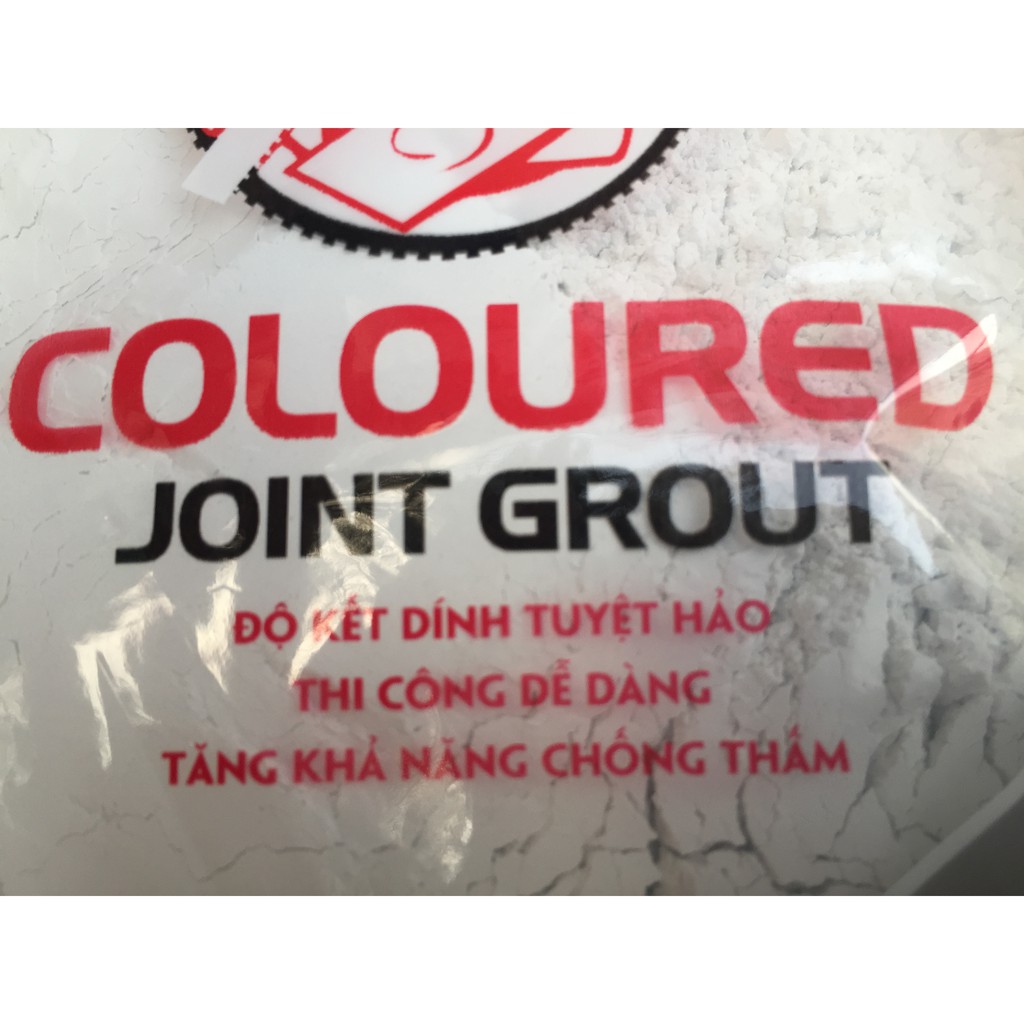 COLOURED
JOINT GROUT
ĐỘ KẾT DÍNH TUYỆT HẢO
THI CÔNG DỄ DÀNG
TĂNG KHẢ NĂNG CHỐNG THẤM